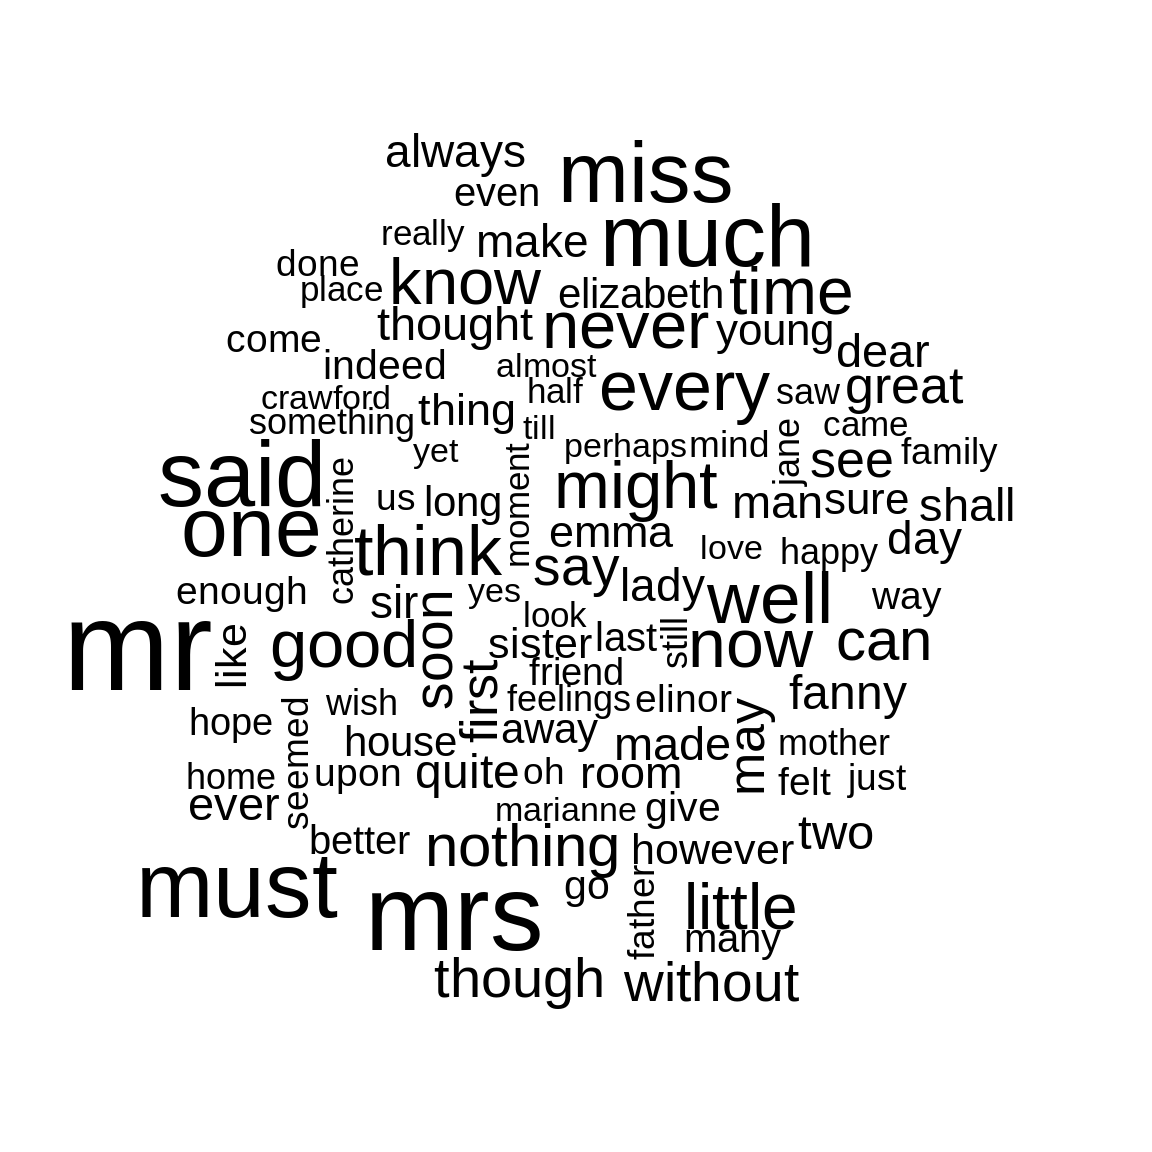 always
miss
even
much
really
make
done
know
place
elizabeth
time
thought
never
young
come
dear
indeed
almost
every
great
crawford
half
saw
something
thing
till
jane
came
said
yet
perhaps
mind
see
family
catherine
us
long
moment
might
man
sure
shall
one
think
emma
love
happy
day
say
enough
sir
yes
lady
well
way
mr
like
good
soon
look
sister
last
still
now
can
first
friend
hope
seemed
wish
feelings
elinor
may
fanny
house
away
made
mother
home
upon
quite
oh
room
felt
just
ever
marianne
give
better
nothing
however
two
must
mrs
go
father
little
many
though
without